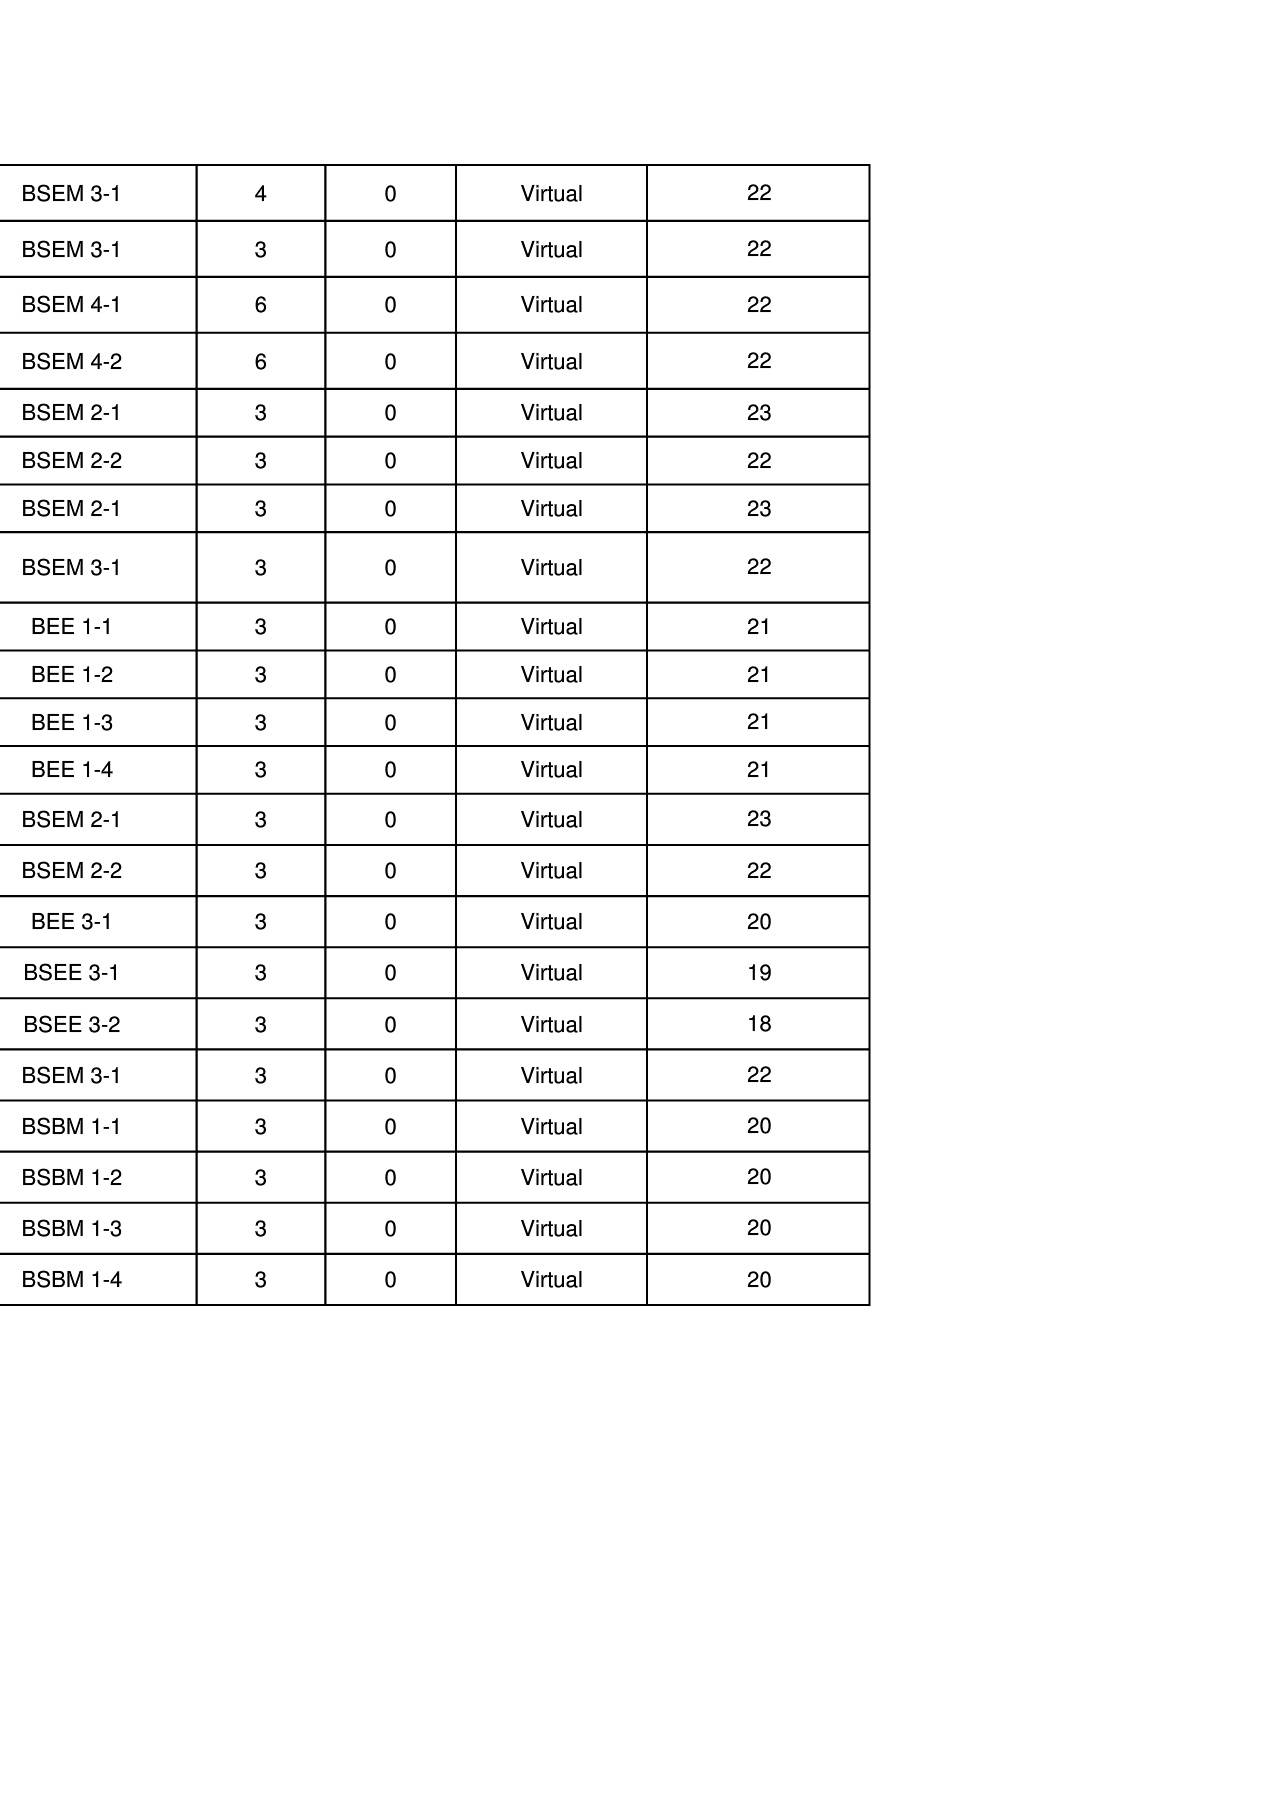 BSEM 3-1 4 0 Virtual 22
BSEM 3-1 3 0 Virtual 22
BSEM 4-1 6 0 Virtual 22
BSEM 4-2 6 0 Virtual 22
BSEM 2-1 3 0 Virtual 23
BSEM 2-2 3 0 Virtual 22
BSEM 2-1 3 0 Virtual 23
BSEM 3-1 3 0 Virtual 22
BEE 1-1 3 0 Virtual 21
BEE 1-2 3 0 Virtual 21
BEE 1-3 3 0 Virtual 21
BEE 1-4 3 0 Virtual 21
BSEM 2-1 3 0 Virtual 23
BSEM 2-2 3 0 Virtual 22
BEE 3-1 3 0 Virtual 20
BSEE 3-1 3 0 Virtual 19
BSEE 3-2 3 0 Virtual 18
BSEM 3-1 3 0 Virtual 22
BSBM 1-1 3 0 Virtual 20
BSBM 1-2 3 0 Virtual 20
BSBM 1-3 3 0 Virtual 20
BSBM 1-4 3 0 Virtual 20